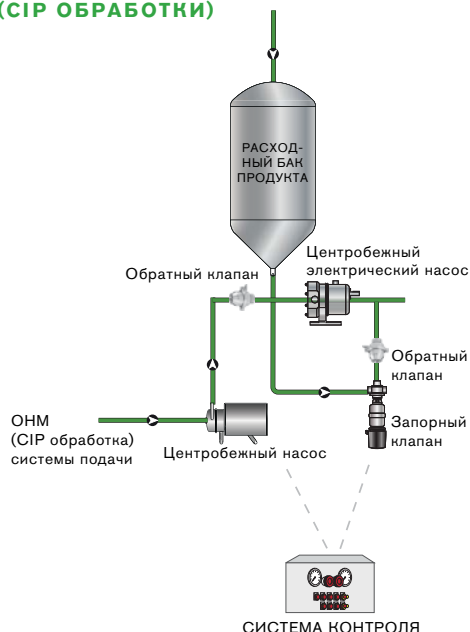 (CIP ОБРАБОТКИ)
РАСХОД-
НЫЙ БАК
ПРОДУКТА
Центробежный
электрический насос
Обратный клапан
Обратный
клапан
ОНМ
(CIP обработка)
системы подачи
Центробежный насос
Запорный
клапан
СИСТЕМА КОНТРОЛЯ